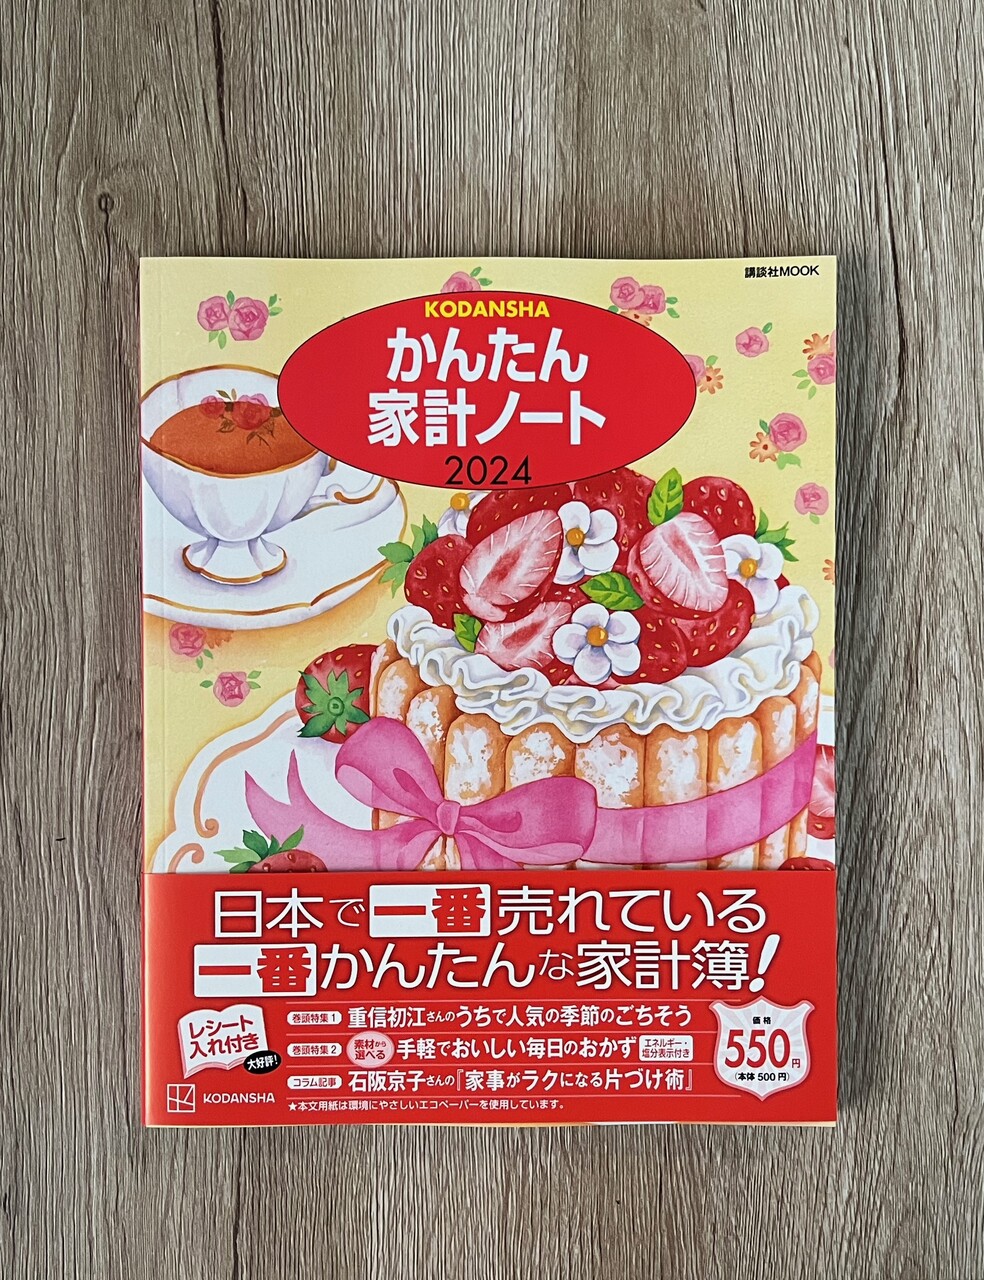 講談社MOOK
KODANSHA
かんたん
家計ノート
2024
日本で一番売れている
一番かんたんな家計簿!
レシート
入れ付き
大好評!
巻頭特集1 重信初江さんのうちで人気の季節のごちそう
巻頭特集2 素材から選べる 手軽でおいしい毎日のおかず エネルギー・塩分表示付き
コラム記事 石阪京子さんの『家事がラクになる片づけ術』
★本文用紙は環境にやさしいエコペーパーを使用しています。
価格
550円
(本体500円)
KODANSHA